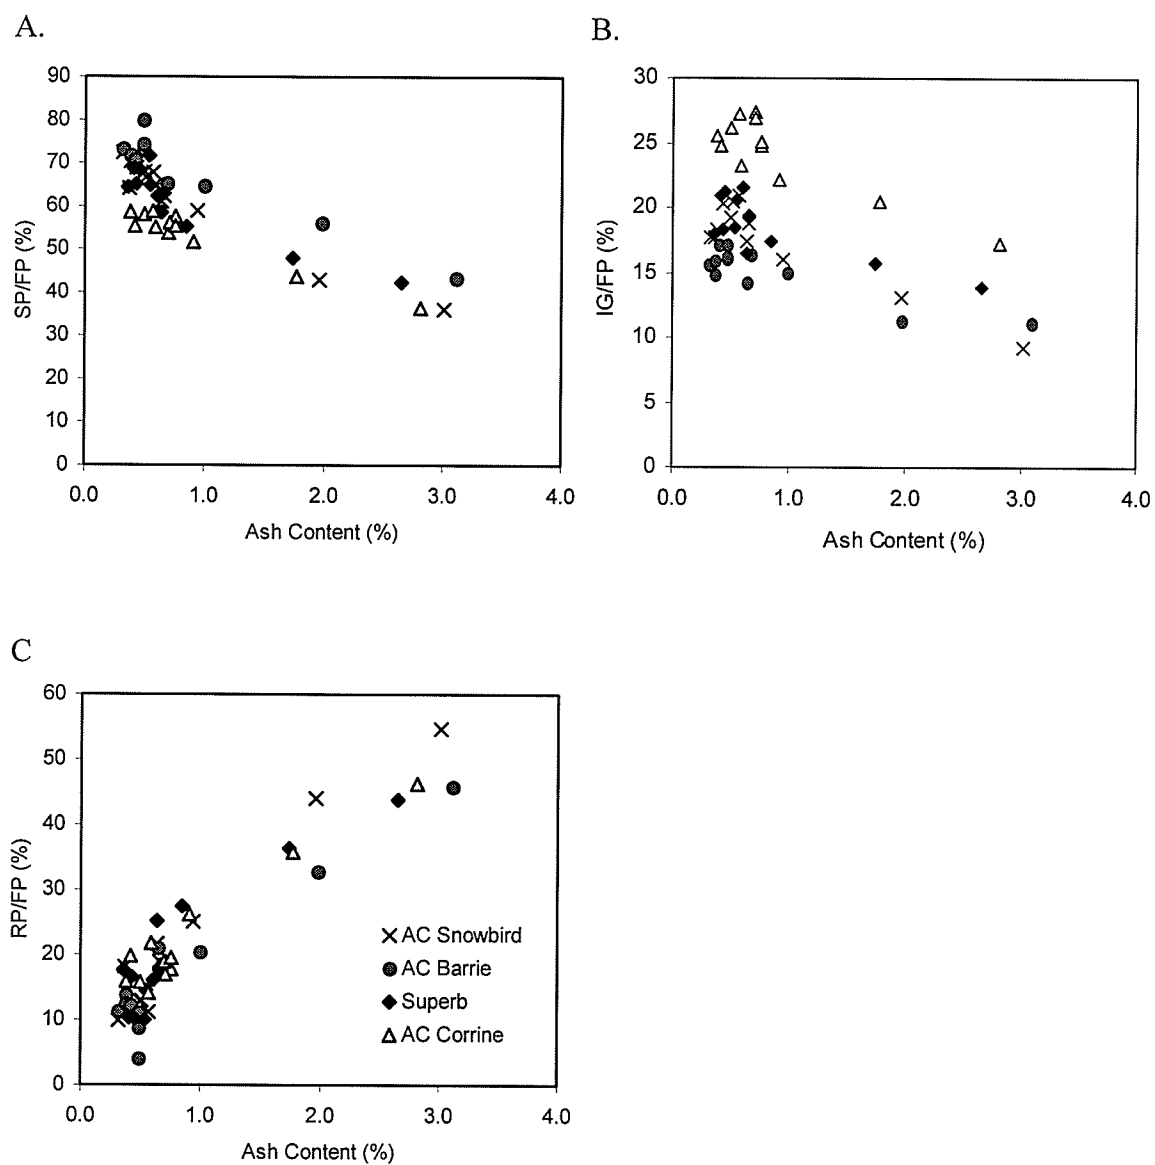 A.
90
80
70
60
50
40
30
20
10
0
SP/FP (%)
0.0 1.0 2.0 3.0 4.0
Ash Content (%)
B.
30
25
20
15
10
5
0
IG/FP (%)
0.0 1.0 2.0 3.0 4.0
Ash Content (%)
C
60
50
40
30
20
10
0
RP/FP (%)
AC Snowbird
AC Barrie
Superb
AC Corrine
0.0 1.0 2.0 3.0 4.0
Ash Content (%)